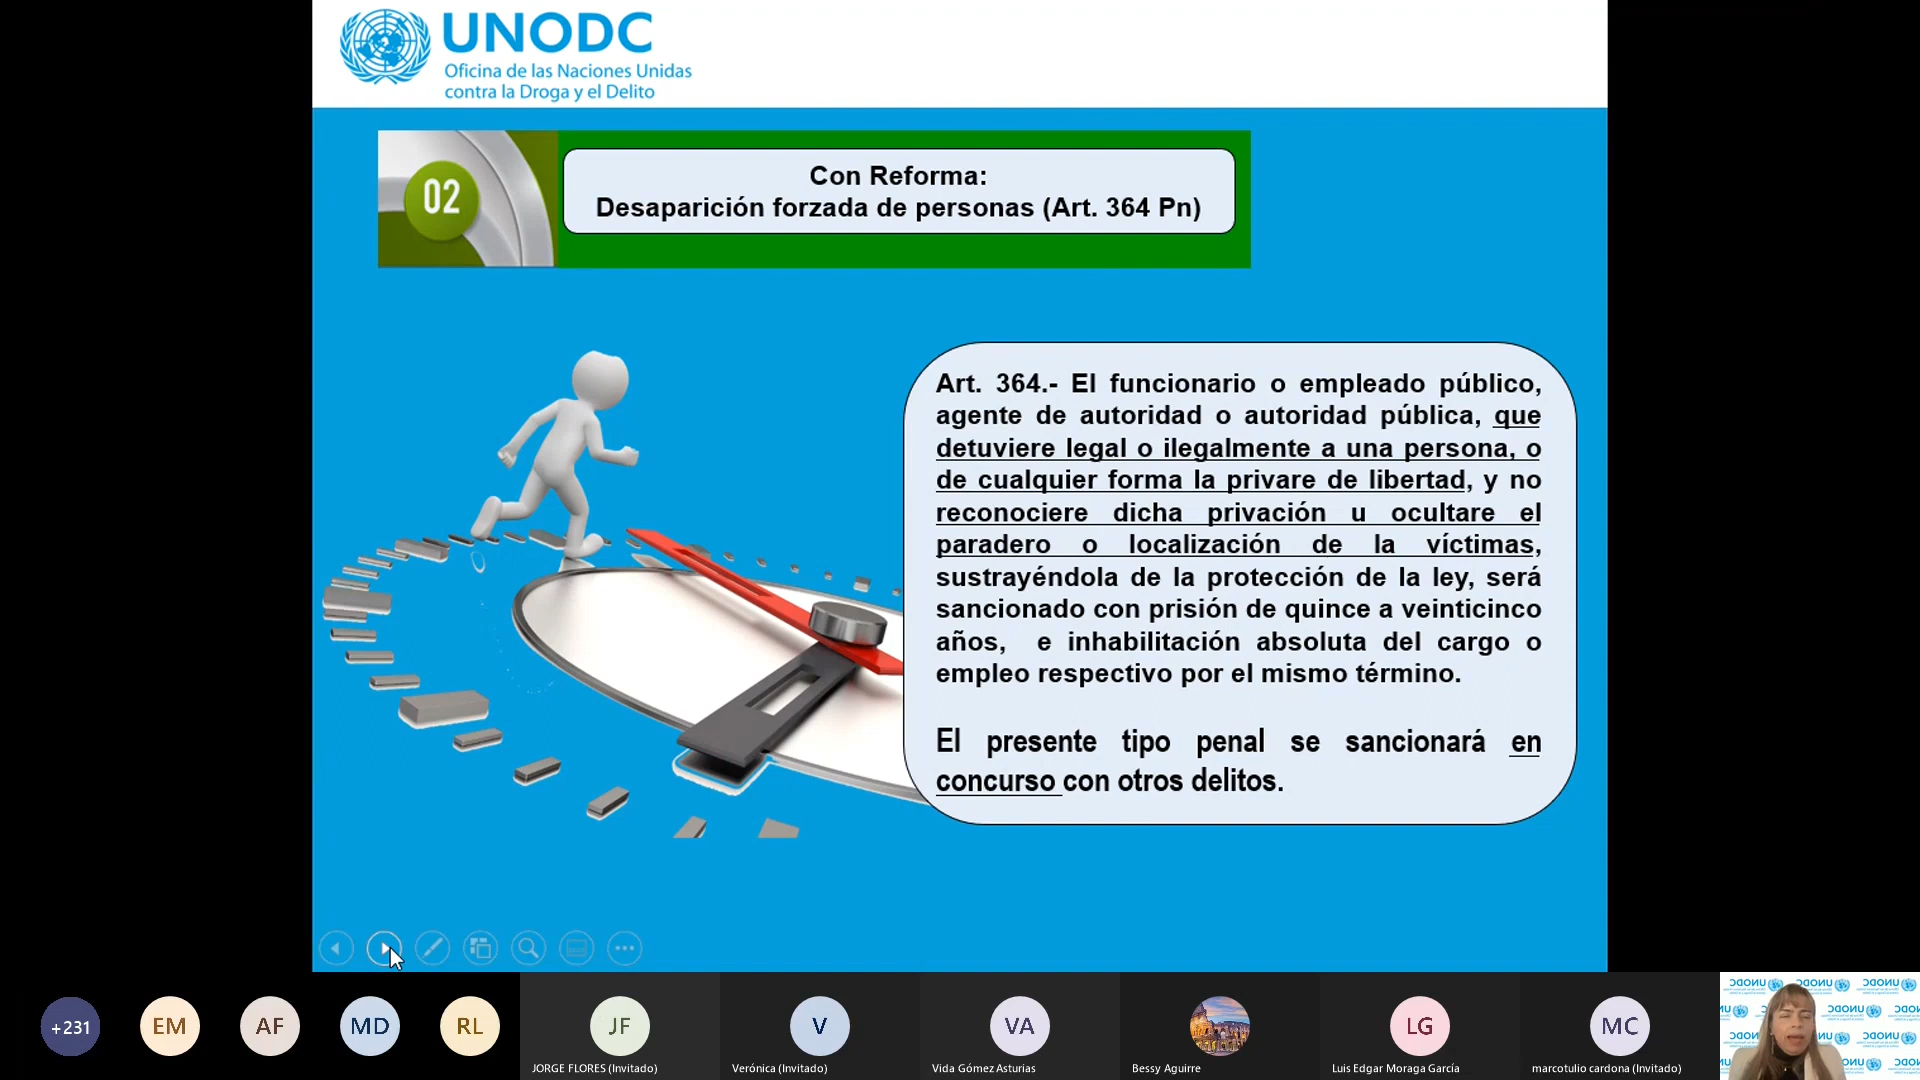 UNODC
Oficina de las Naciones Unidas
contra la Droga y el Delito
02
Con Reforma:
Desaparición forzada de personas (Art. 364 Pn)
Art. 364.- El funcionario o empleado público,
agente de autoridad o autoridad pública, que
detuviere legal o ilegalmente a una persona, o
de cualquier forma la privare de libertad, y no
reconociere dicha privación u ocultare el
paradero o localización de la víctimas,
sustrayéndola de la protección de la ley, será
sancionado con prisión de quince a veinticinco
años, e inhabilitación absoluta del cargo o
empleo respectivo por el mismo término.
El presente tipo penal se sancionará en
concurso con otros delitos.
+231
EM
AF
MD
RL
JF
V
VA
LG
MC
JORGE FLORES (Invitado)
Verónica (Invitado)
Vida Gómez Asturias
Bessy Aguirre
Luis Edgar Moraga García
marcotulio cardona (Invitado)